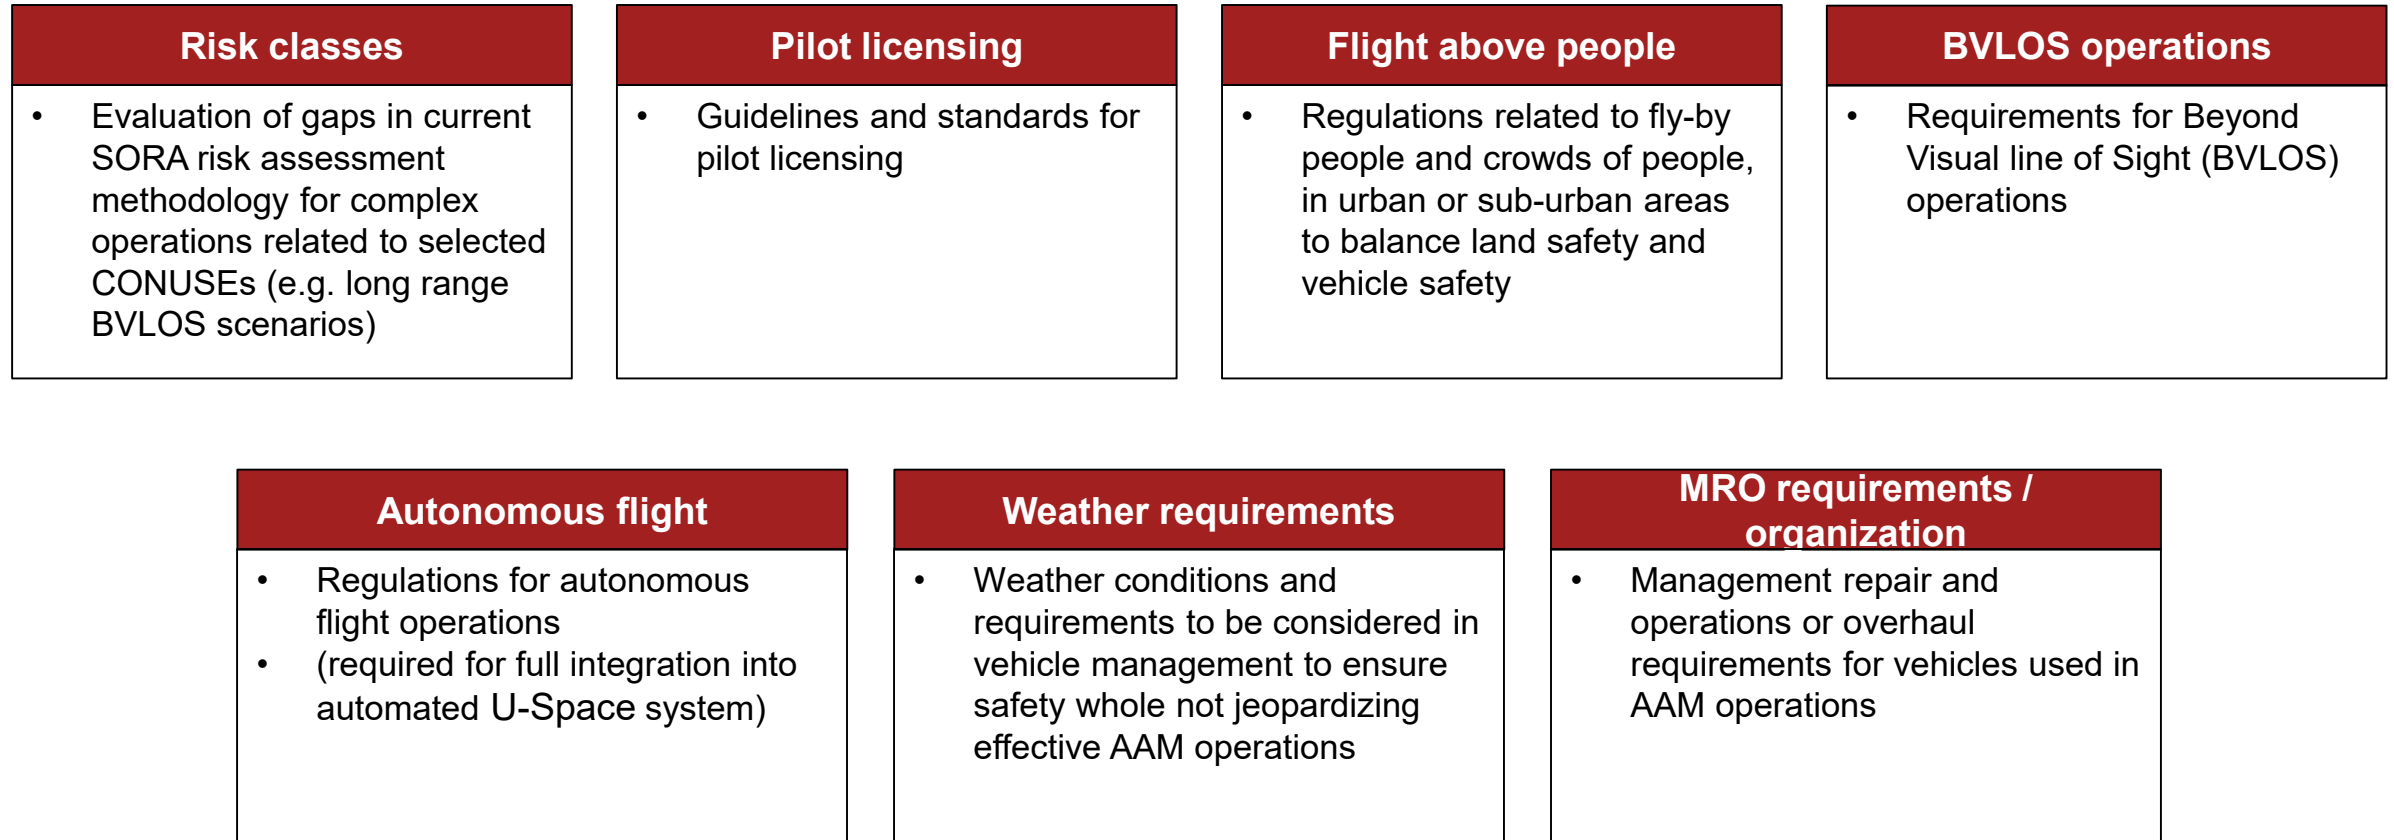 Risk classes
• Evaluation of gaps in current
SORA risk assessment
methodology for complex
operations related to selected
CONUSEs (e.g. long range
BVLOS scenarios)
Pilot licensing
• Guidelines and standards for
pilot licensing
Flight above people
• Regulations related to fly-by
people and crowds of people,
in urban or sub-urban areas
to balance land safety and
vehicle safety
BVLOS operations
• Requirements for Beyond
Visual line of Sight (BVLOS)
operations
Autonomous flight
• Regulations for autonomous
flight operations
• (required for full integration into
automated U-Space system)
Weather requirements
• Weather conditions and
requirements to be considered in
vehicle management to ensure
safety whole not jeopardizing
effective AAM operations
MRO requirements /
organization
• Management repair and
operations or overhaul
requirements for vehicles used in
AAM operations